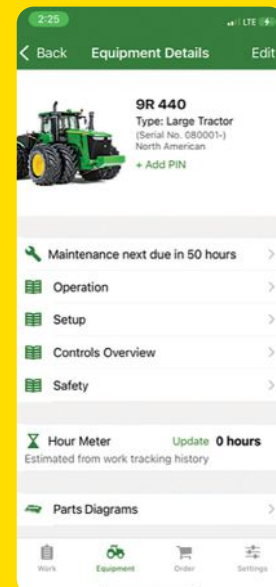 2:25
LTE
Back
Equipment Details
Edit
9R 440
Type: Large Tractor
(Serial No. 080001-)
North American
+ Add PIN
Maintenance next due in 50 hours
Operation
Setup
Controls Overview
Safety
Hour Meter
Update 0 hours
Estimated from work tracking history
Parts Diagrams
Work
Equipment
Order
Settings